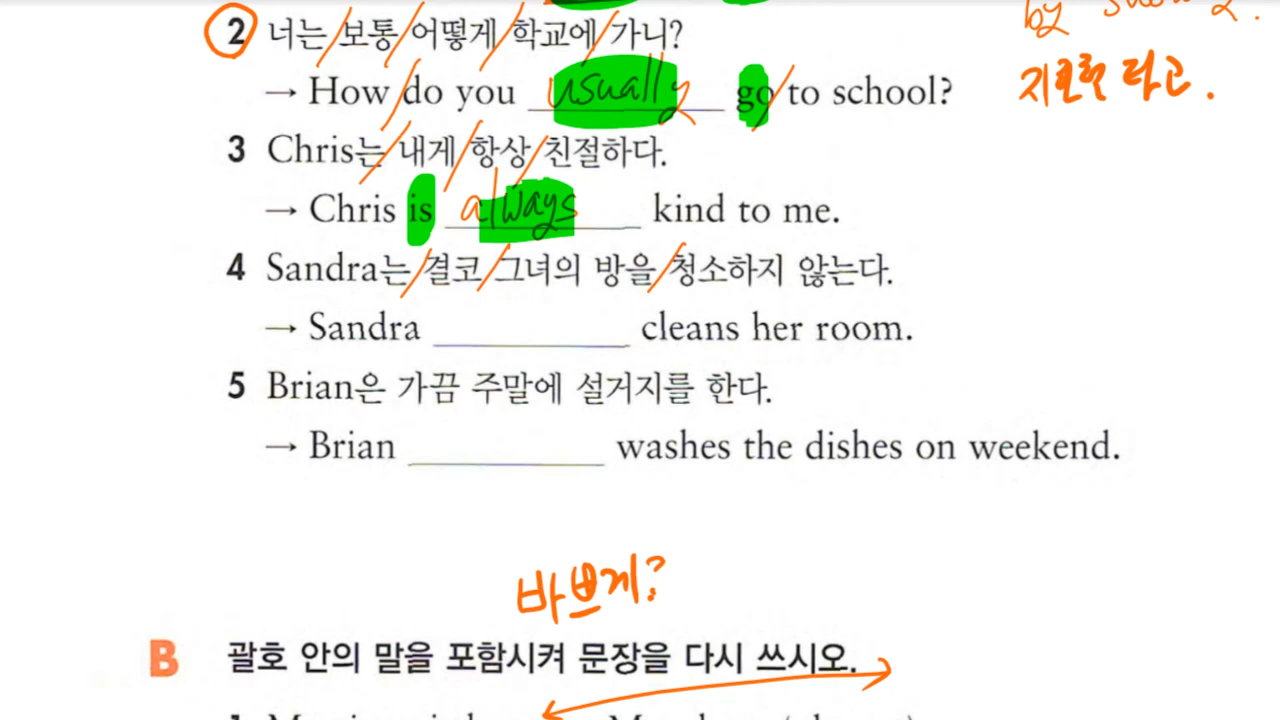 2 너는/보통/어떻게/학교에/가니?
by
→ How/do you usually go/to school?
지하철 타고.
3 Chris는/내게/항상/친절하다.
→ Chris is always kind to me.
4 Sandra는/결코/그녀의 방을/청소하지 않는다.
→ Sandra ________ cleans her room.
5 Brian은 가끔 주말에 설거지를 한다.
→ Brian ________ washes the dishes on weekend.
바쁘게?
B 괄호 안의 말을 포함시켜 문장을 다시 쓰시오.